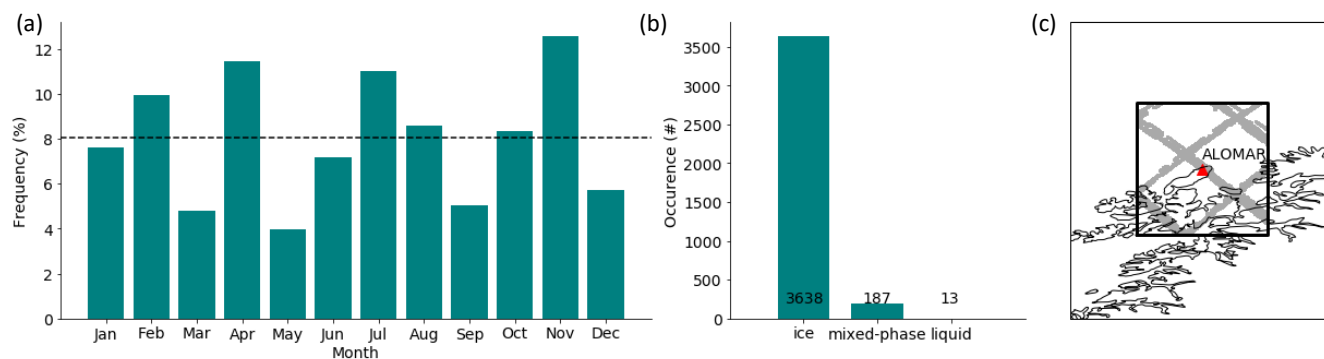 (a)
Frequency (%)
12
10
8
6
4
2
0
Jan Feb Mar Apr May Jun Jul Aug Sep Oct Nov Dec
Month
(b)
Occurence (#)
3500
3000
2500
2000
1500
1000
500
0
3638 187 13
ice mixed-phase liquid
(c)
ALOMAR